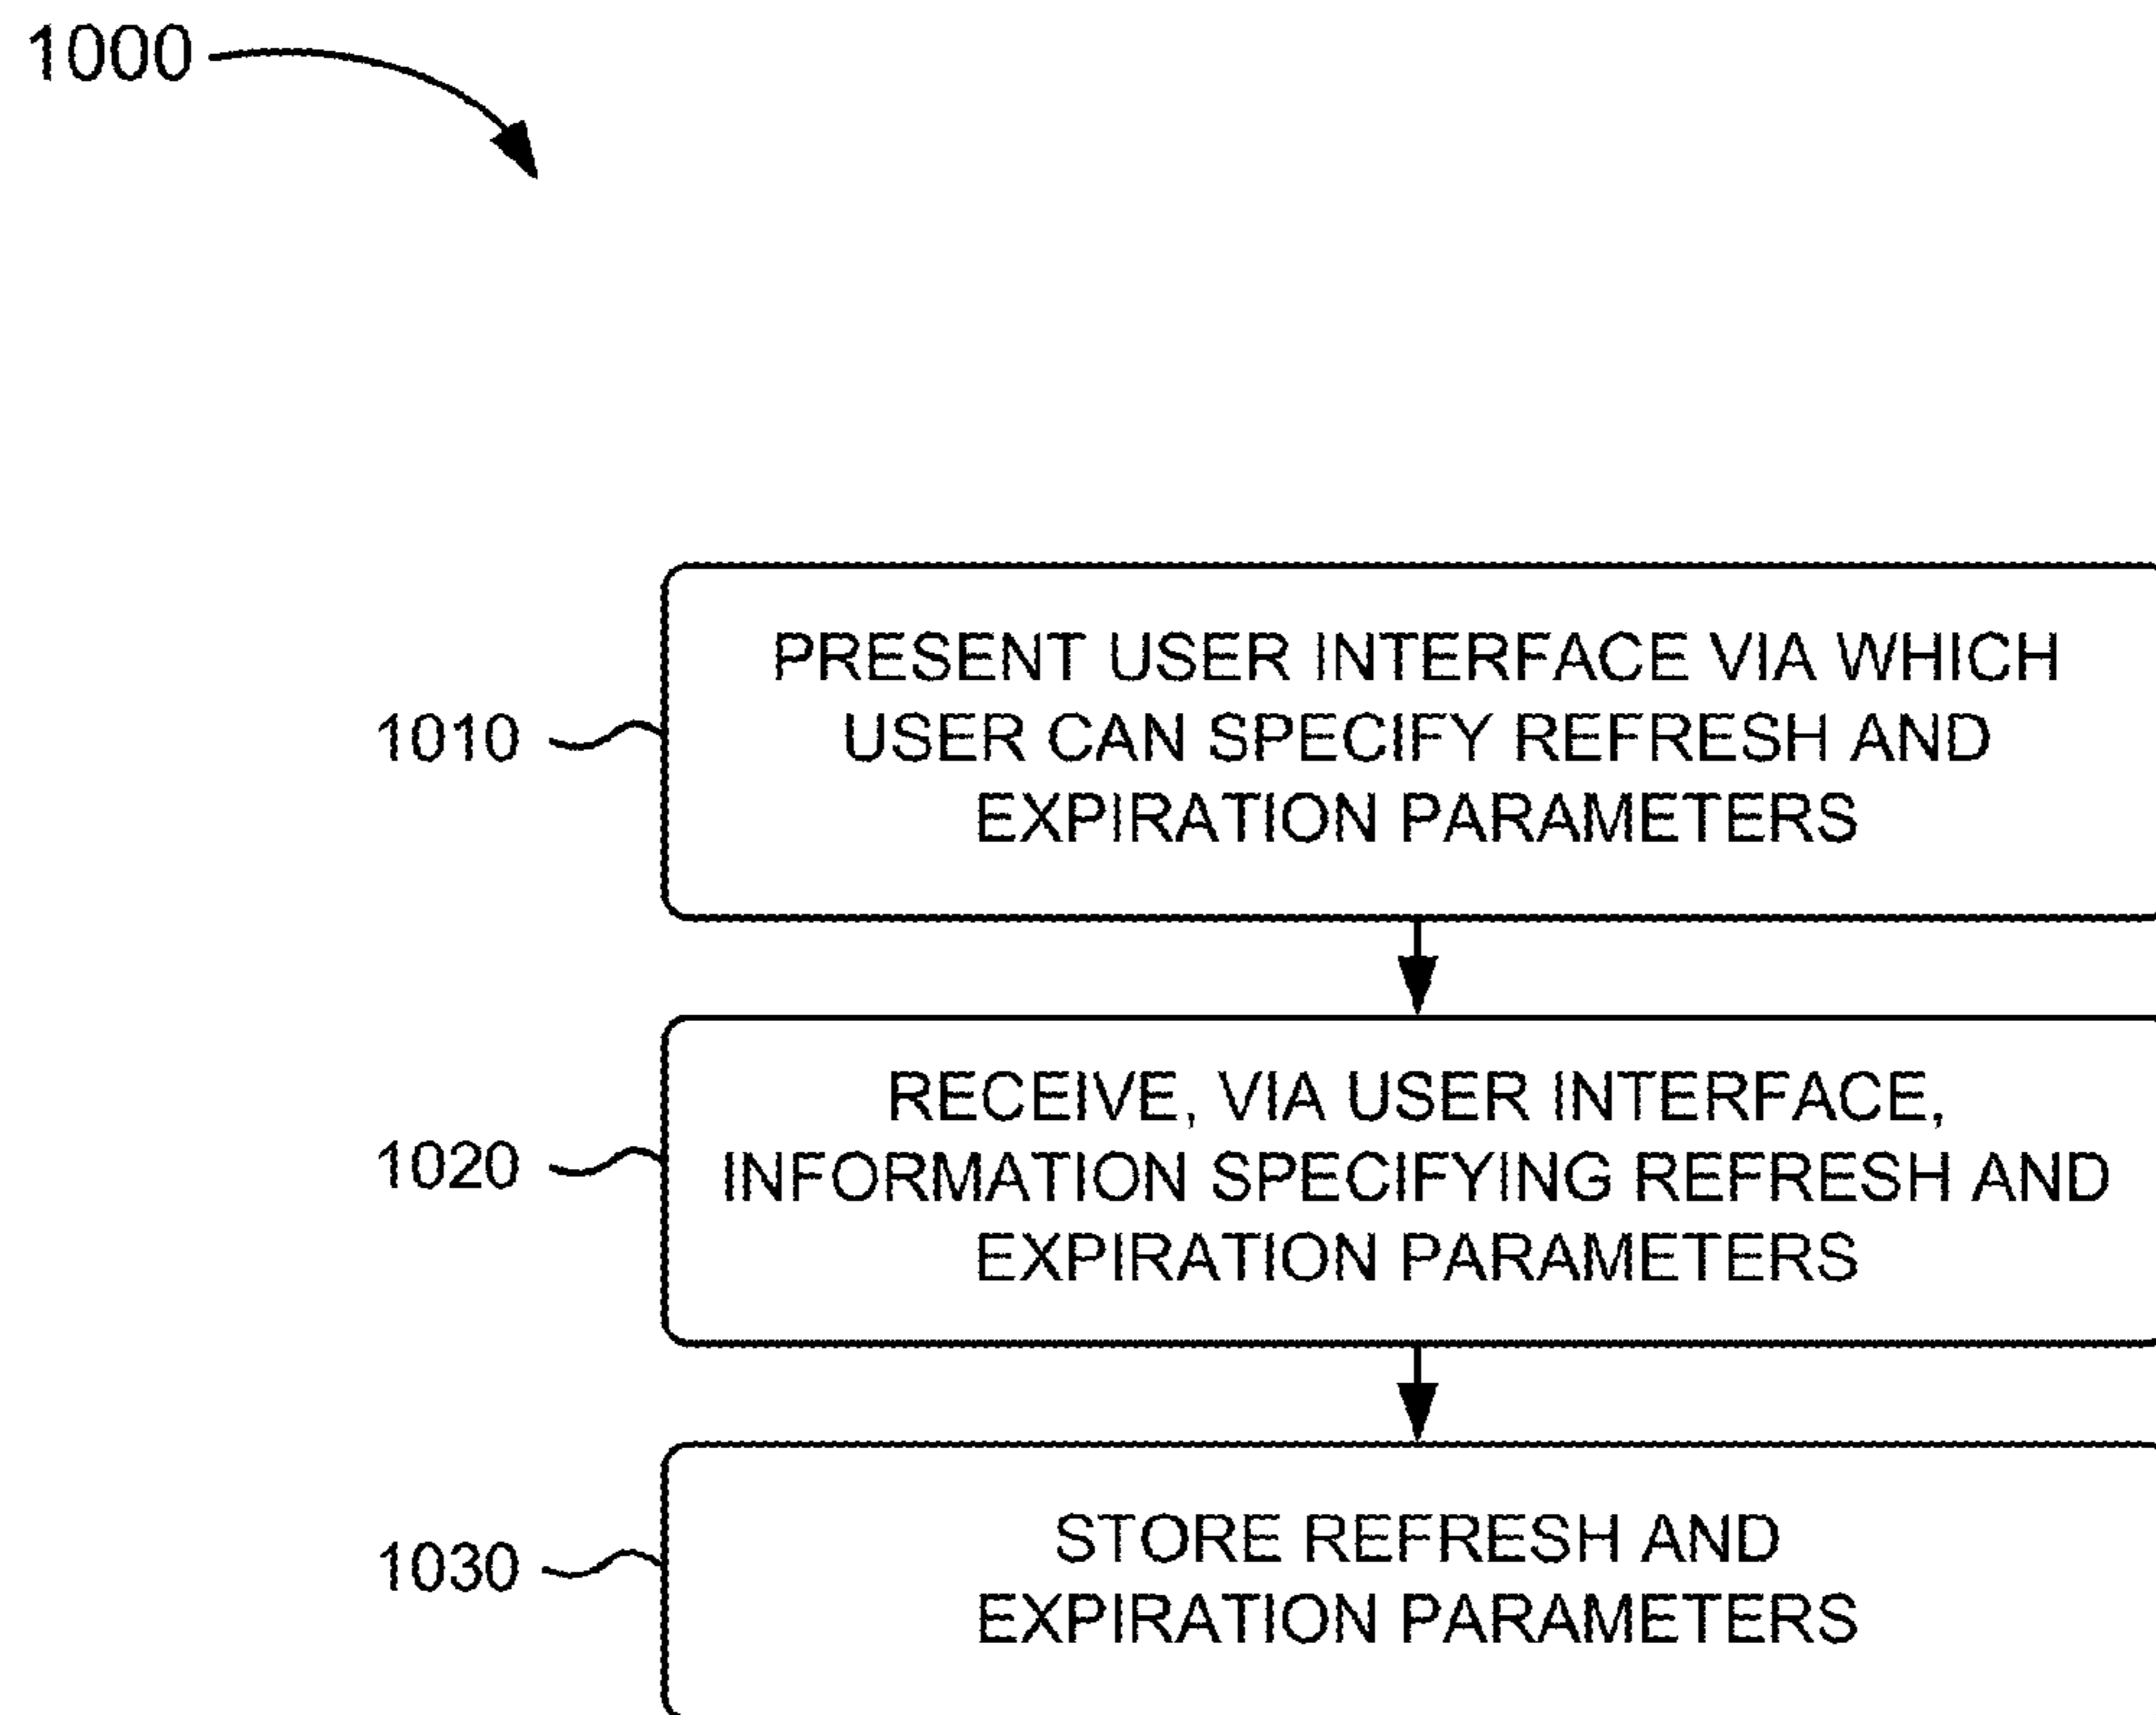 1000
PRESENT USER INTERFACE VIA WHICH
USER CAN SPECIFY REFRESH AND
EXPIRATION PARAMETERS
1010
RECEIVE, VIA USER INTERFACE,
INFORMATION SPECIFYING REFRESH AND
EXPIRATION PARAMETERS
1020
STORE REFRESH AND
EXPIRATION PARAMETERS
1030